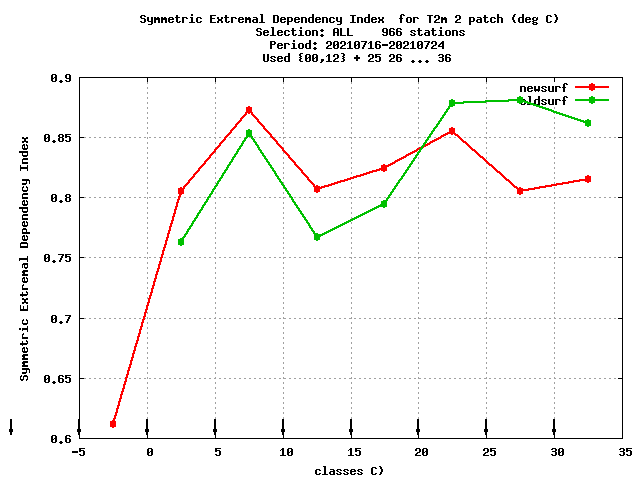 Symmetric Extremal Dependency Index  for T2m 2 patch (deg C)
Selection: ALL    966 stations
Period: 20210716-20210724
Used {00,12} + 25 26 ... 36
newsurf
oldsurf
Symmetric Extremal Dependency Index
0.9
0.85
0.8
0.75
0.7
0.65
0.6
-5 0 5 10 15 20 25 30 35
classes C)